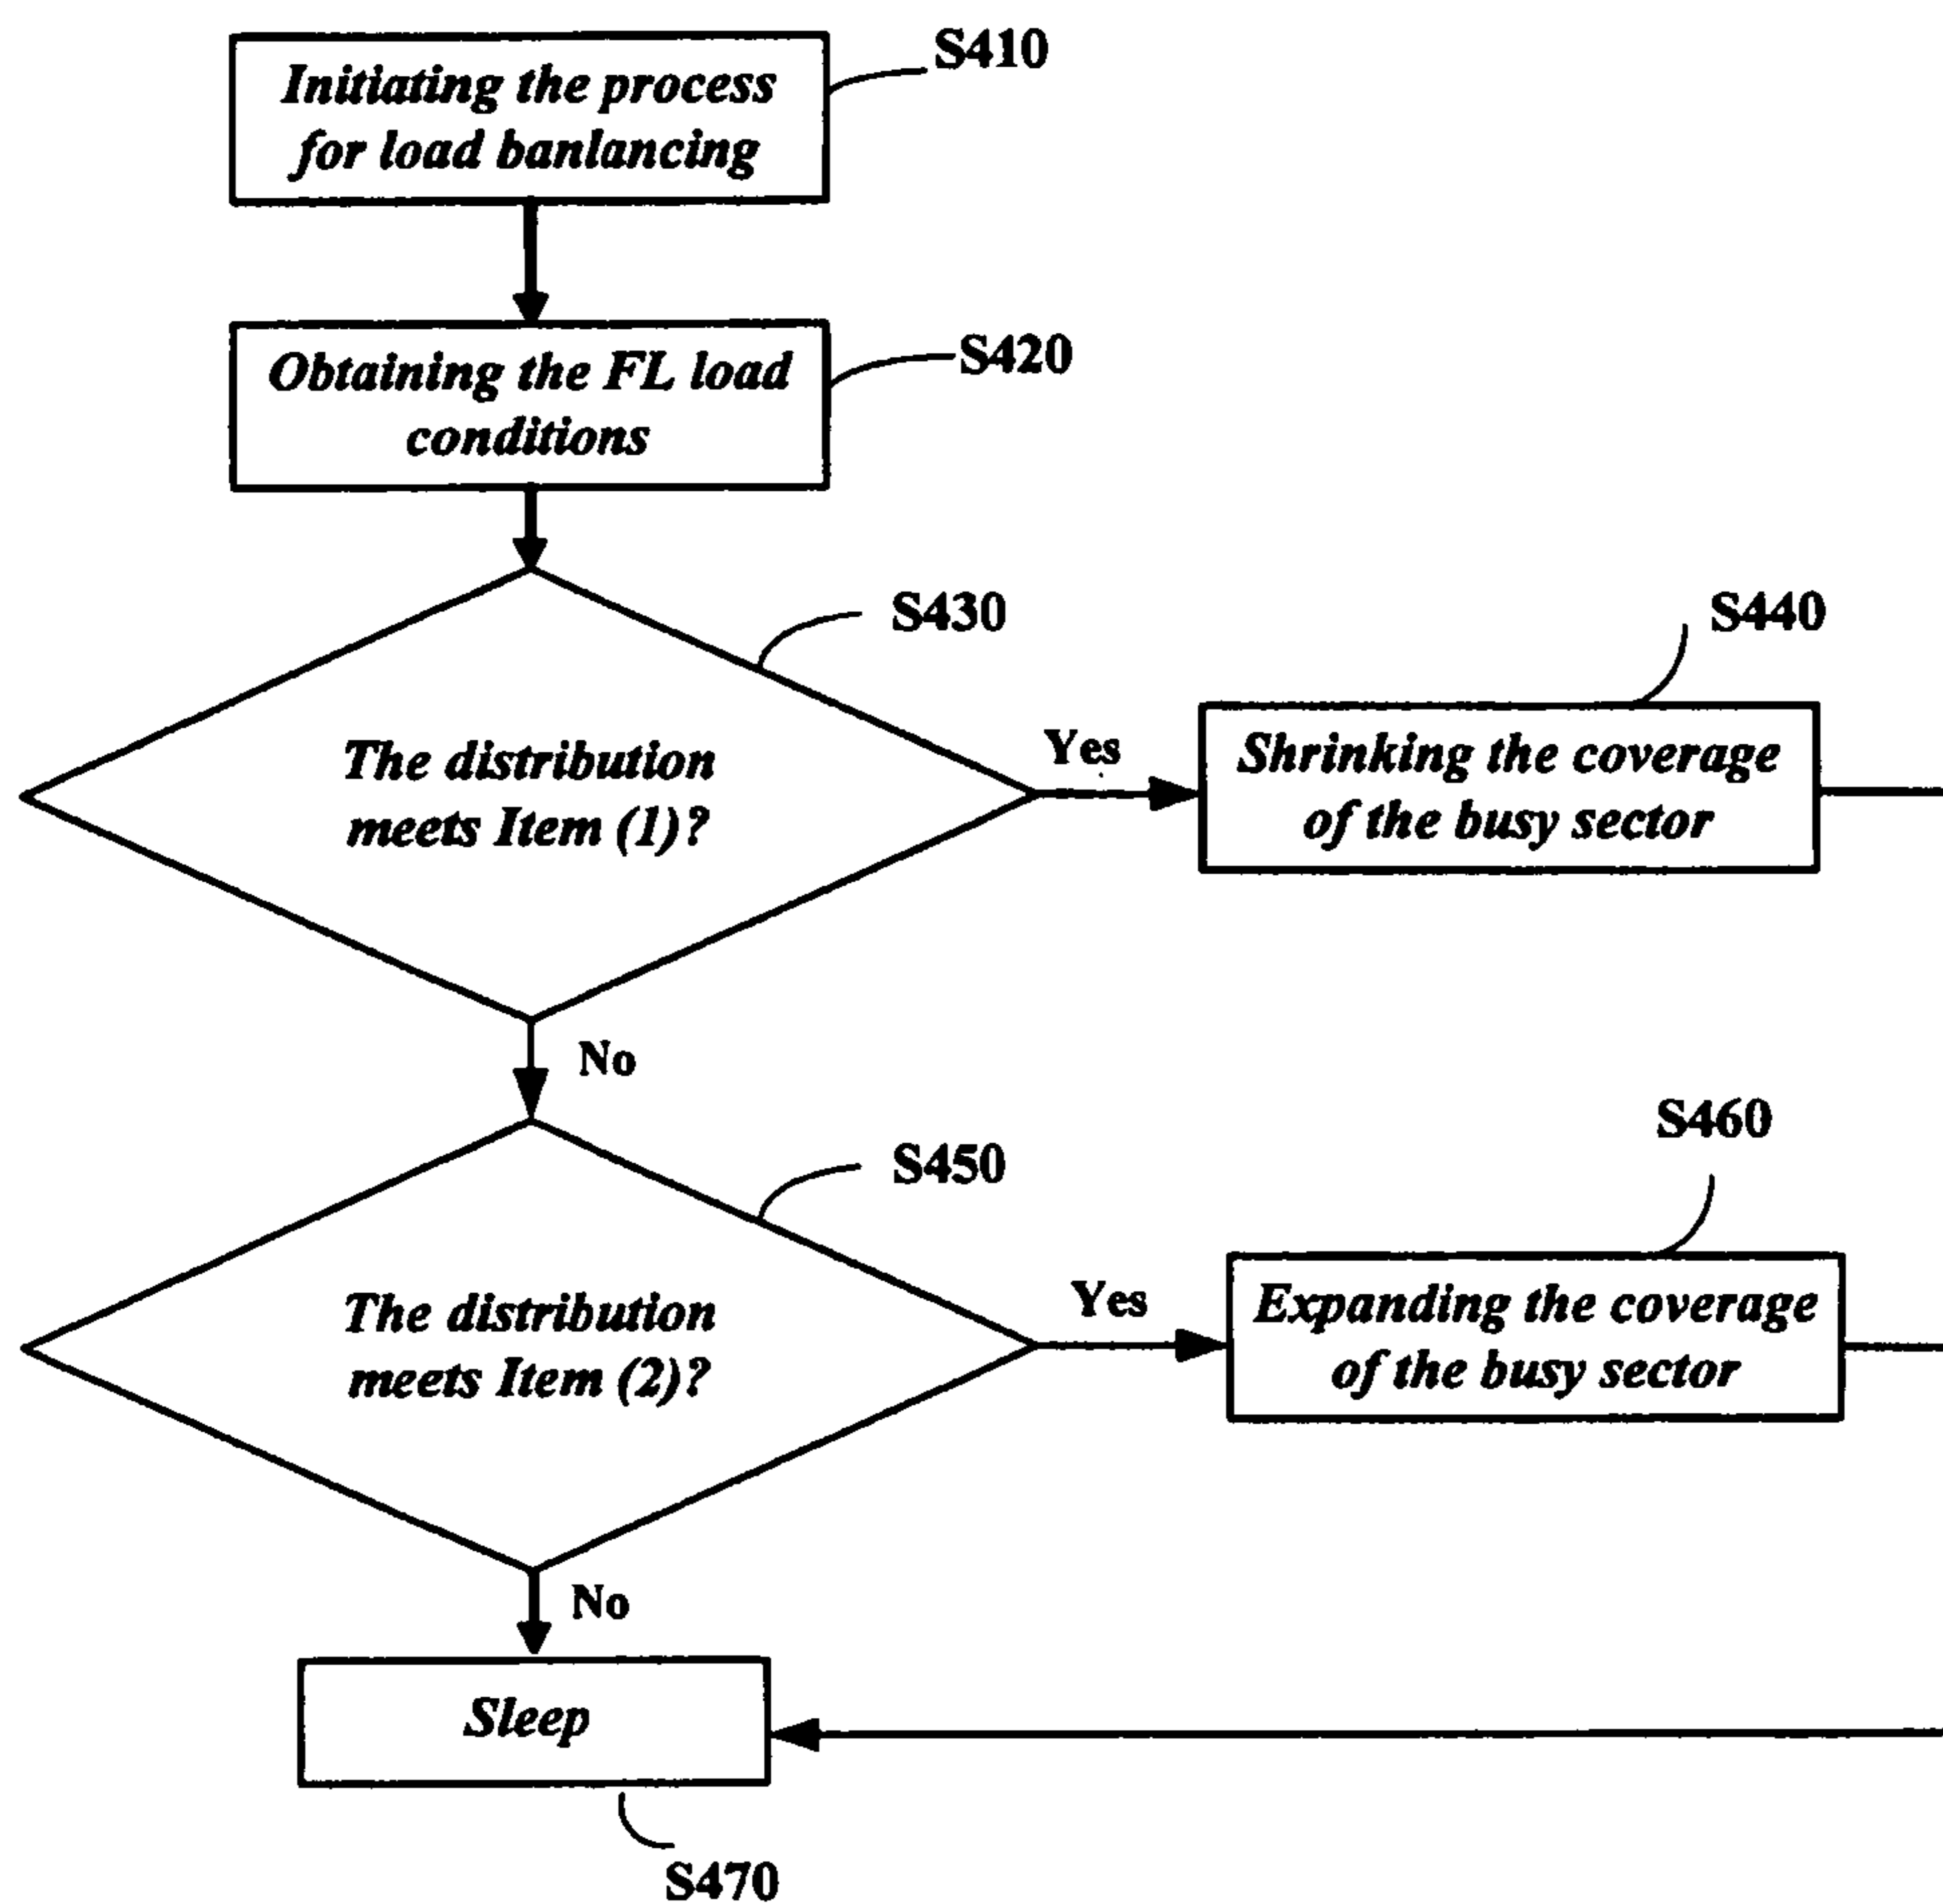 Initiating the process
for load banlancing
S410
Obtaining the FL load
conditions
S420
The distribution
meets Item (1)?
S430
Yes
Shrinking the coverage
of the busy sector
S440
No
The distribution
meets Item (2)?
S450
Yes
Expanding the coverage
of the busy sector
S460
No
Sleep
S470